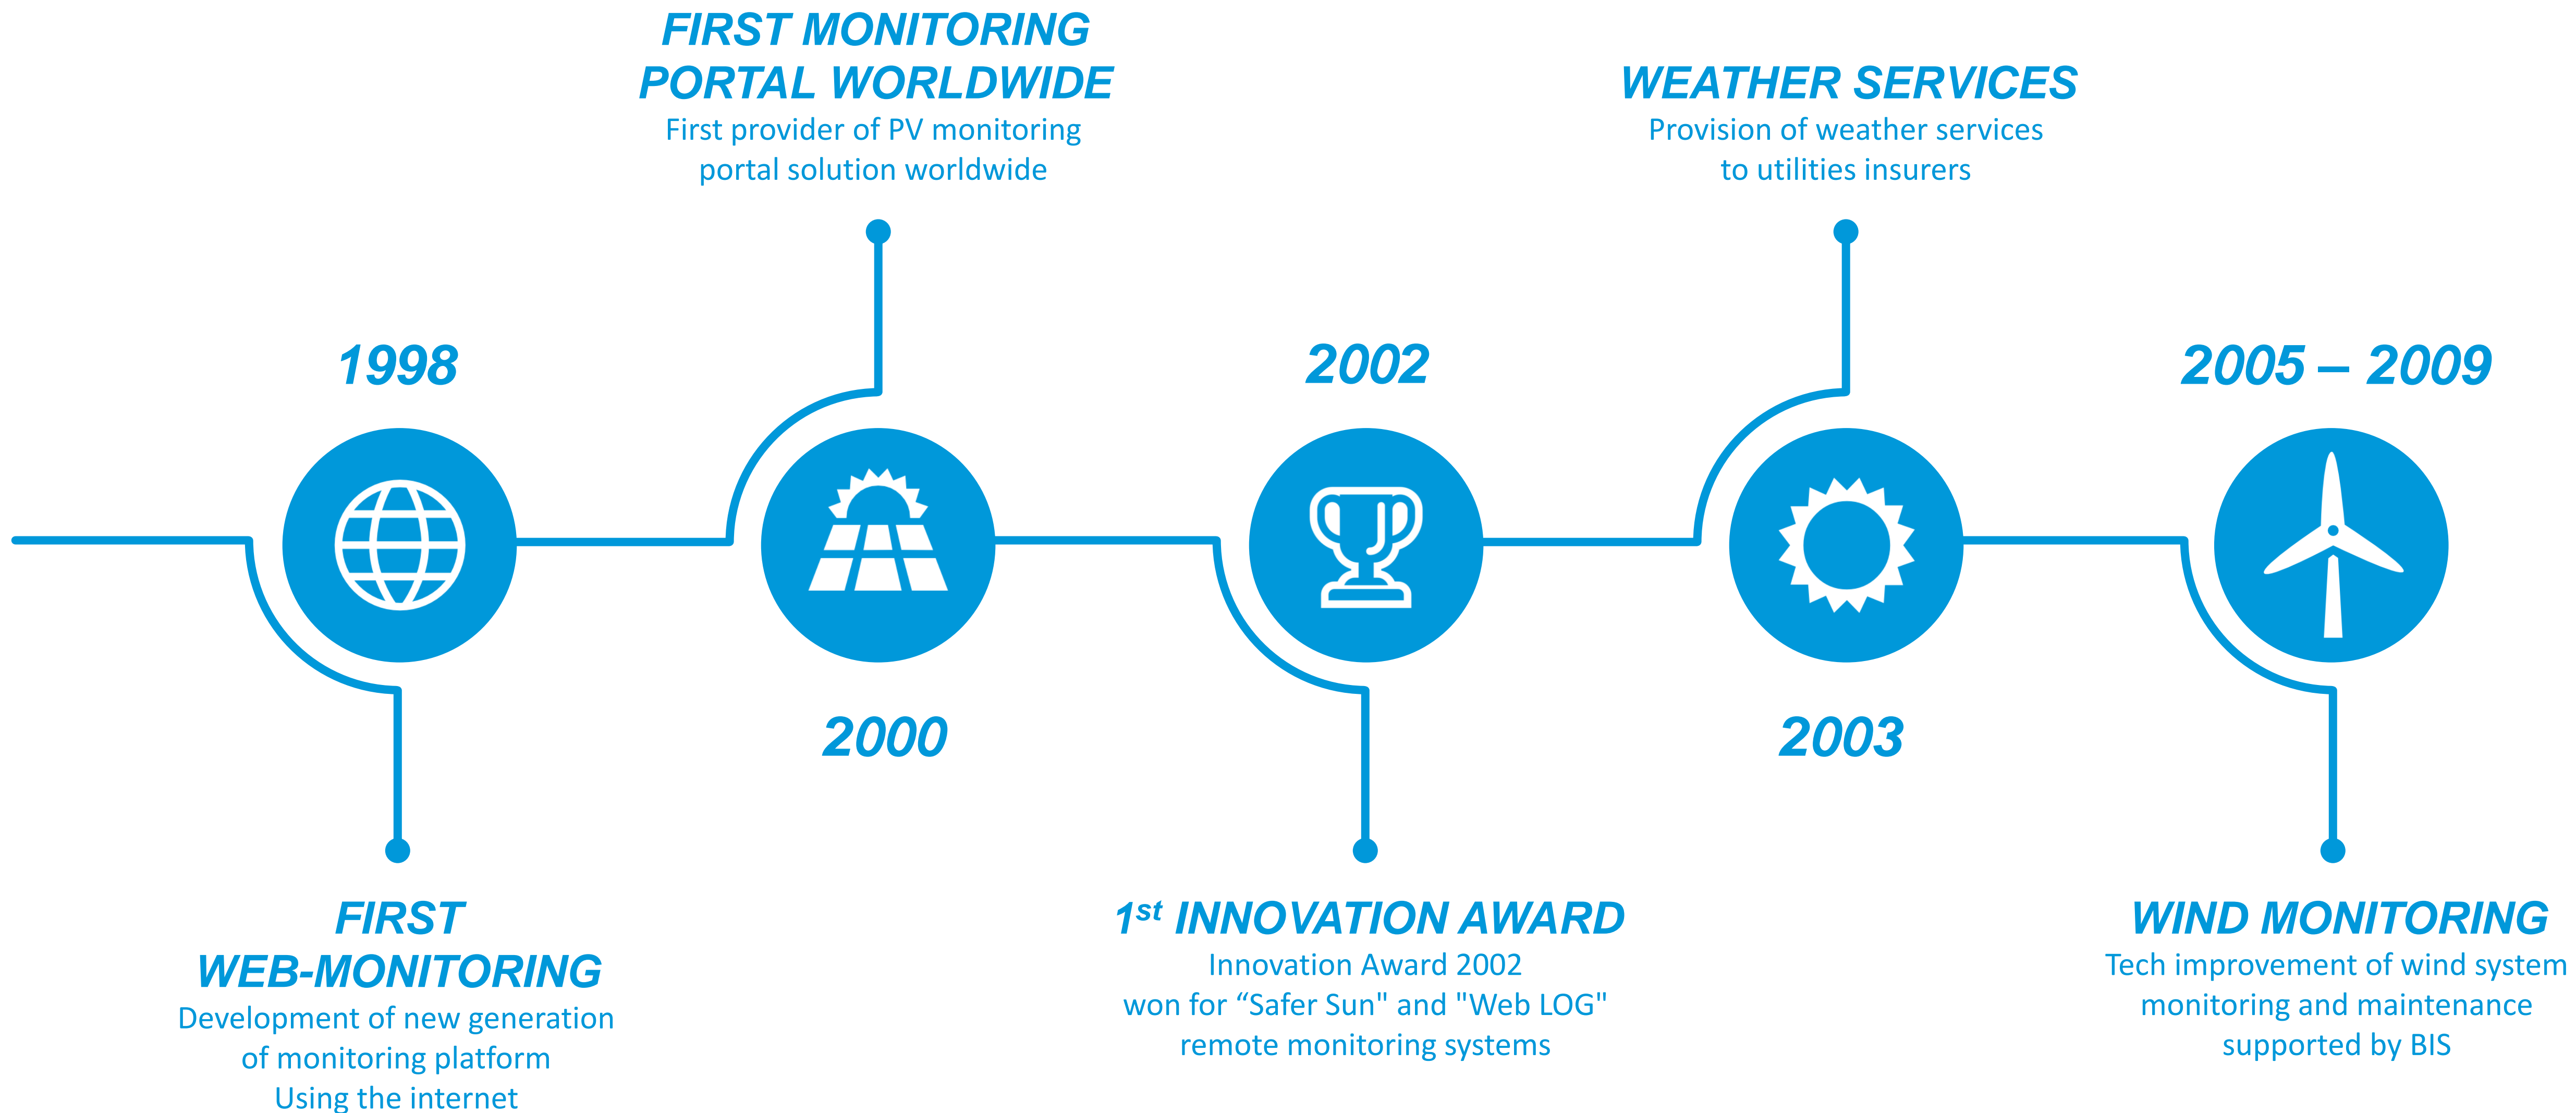 1998
FIRST
WEB-MONITORING
Development of new generation
of monitoring platform
Using the internet
FIRST MONITORING
PORTAL WORLDWIDE
First provider of PV monitoring
portal solution worldwide
2000
2002
1st INNOVATION AWARD
Innovation Award 2002
won for “Safer Sun" and "Web LOG"
remote monitoring systems
WEATHER SERVICES
Provision of weather services
to utilities insurers
2003
2005 – 2009
WIND MONITORING
Tech improvement of wind system
monitoring and maintenance
supported by BIS